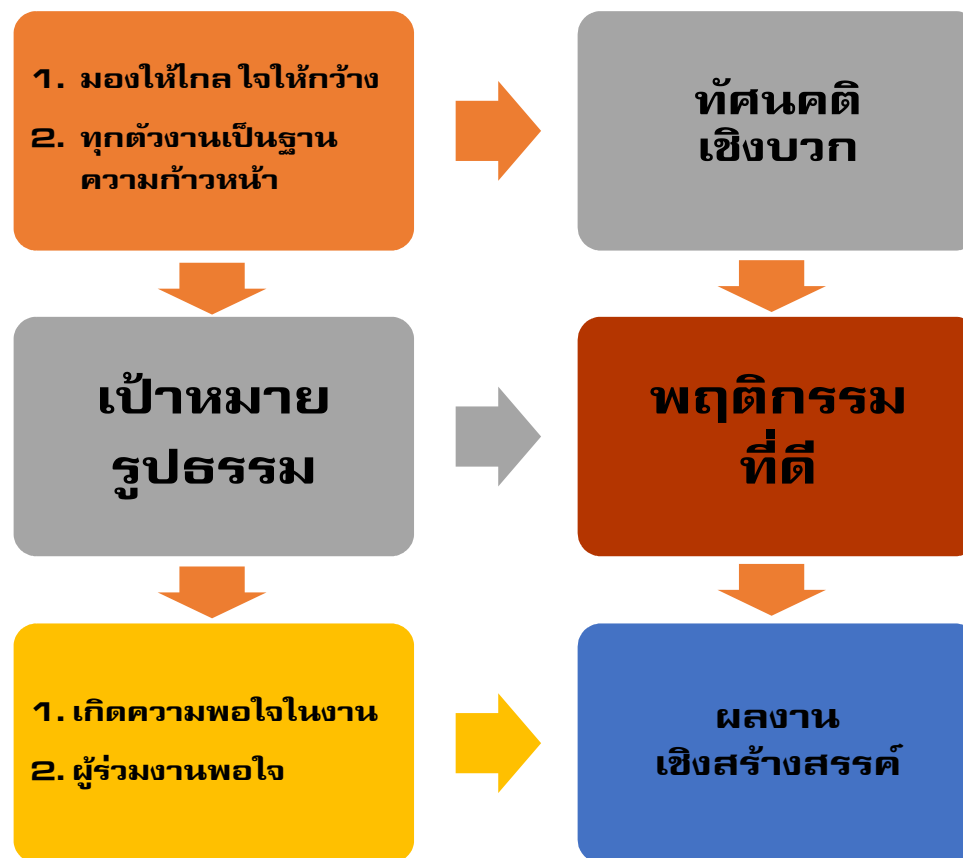 1. มองให้ไกล ใจให้กว้าง
2. ทุกตัวงานเป็นฐาน
ความก้าวหน้า
ทัศนคติ
เชิงบวก
เป้าหมาย
รูปธรรม
พฤติกรรม
ที่ดี
1. เกิดความพอใจในงาน
2. ผู้ร่วมงานพอใจ
ผลงาน
เชิงสร้างสรรค์